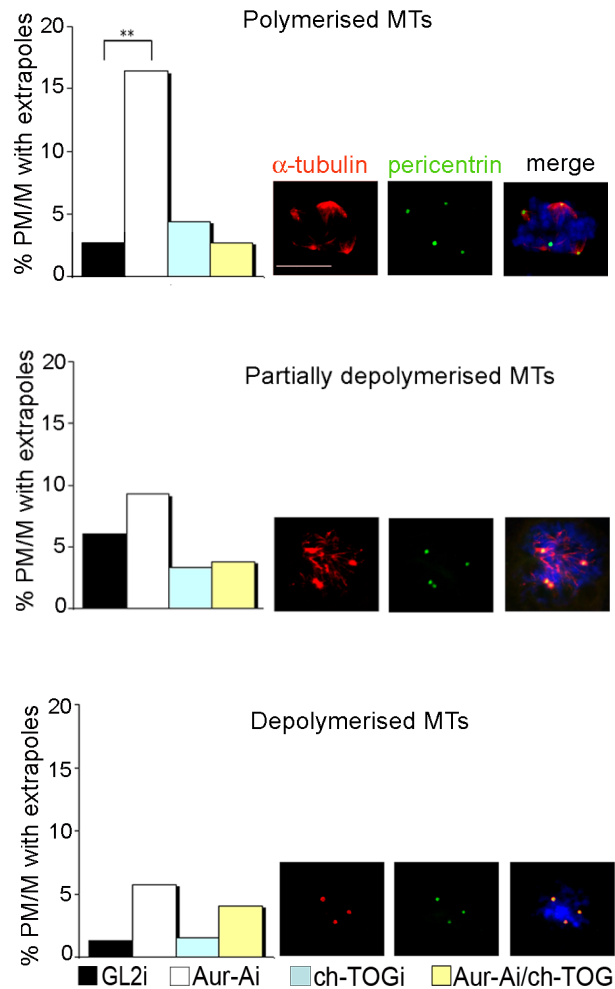 Polymerised MTs
% PM/M with extrapoles
20
15
10
5
0
**
α-tubulin pericentrin merge
Partially depolymerised MTs
% PM/M with extrapoles
20
15
10
5
0
Depolymerised MTs
% PM/M with extrapoles
20
15
10
5
0
GL2i Aur-Ai ch-TOGi Aur-Ai/ch-TOG